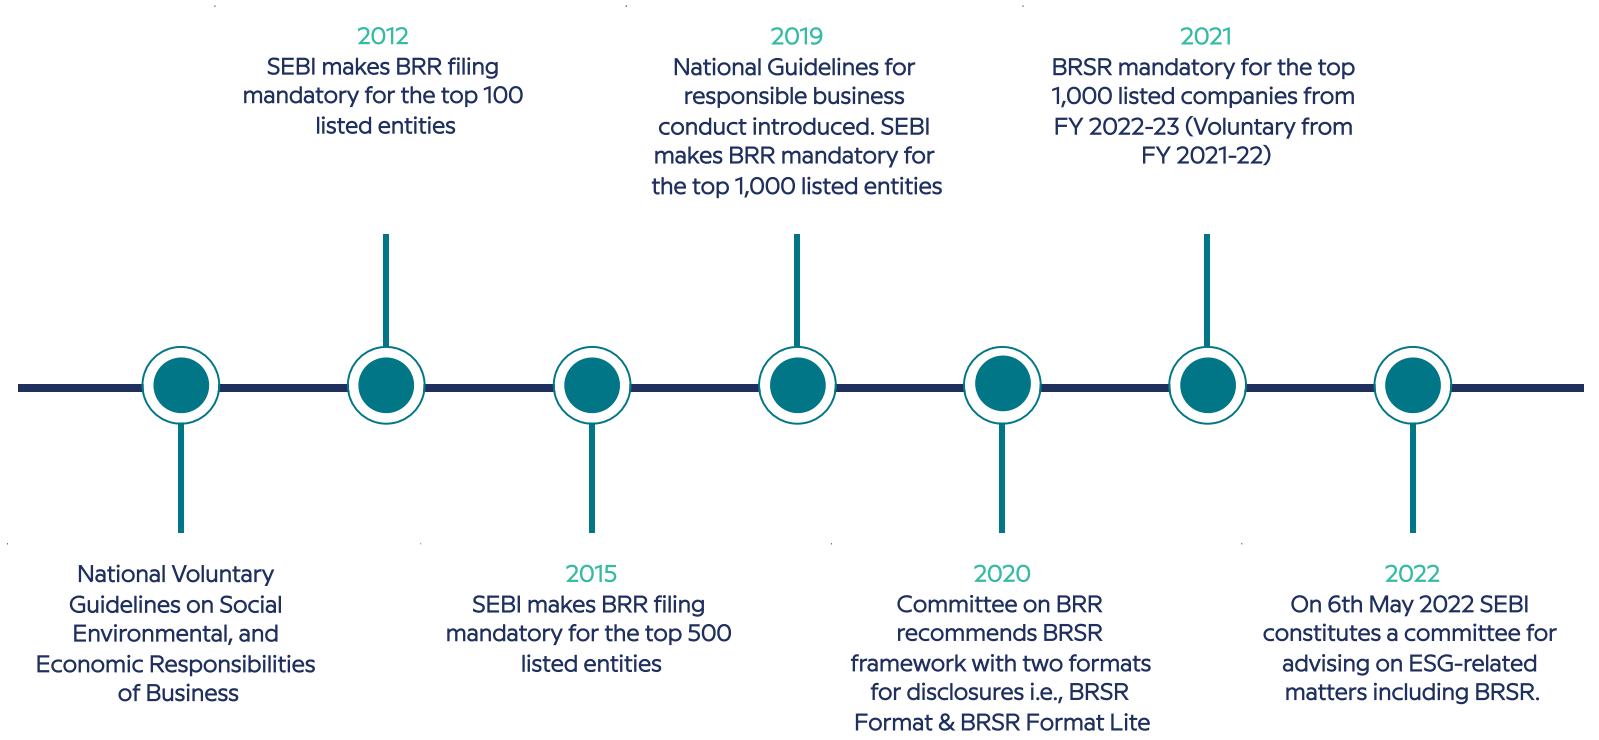 2012
SEBI makes BRR filing
mandatory for the top 100
listed entities
2019
National Guidelines for
responsible business
conduct introduced. SEBI
makes BRR mandatory for
the top 1,000 listed entities
2021
BRSR mandatory for the top
1,000 listed companies from
FY 2022-23 (Voluntary from
FY 2021-22)
National Voluntary
Guidelines on Social
Environmental, and
Economic Responsibilities
of Business
2015
SEBI makes BRR filing
mandatory for the top 500
listed entities
2020
Committee on BRR
recommends BRSR
framework with two formats
for disclosures i.e., BRSR
Format & BRSR Format Lite
2022
On 6th May 2022 SEBI
constitutes a committee for
advising on ESG-related
matters including BRSR.